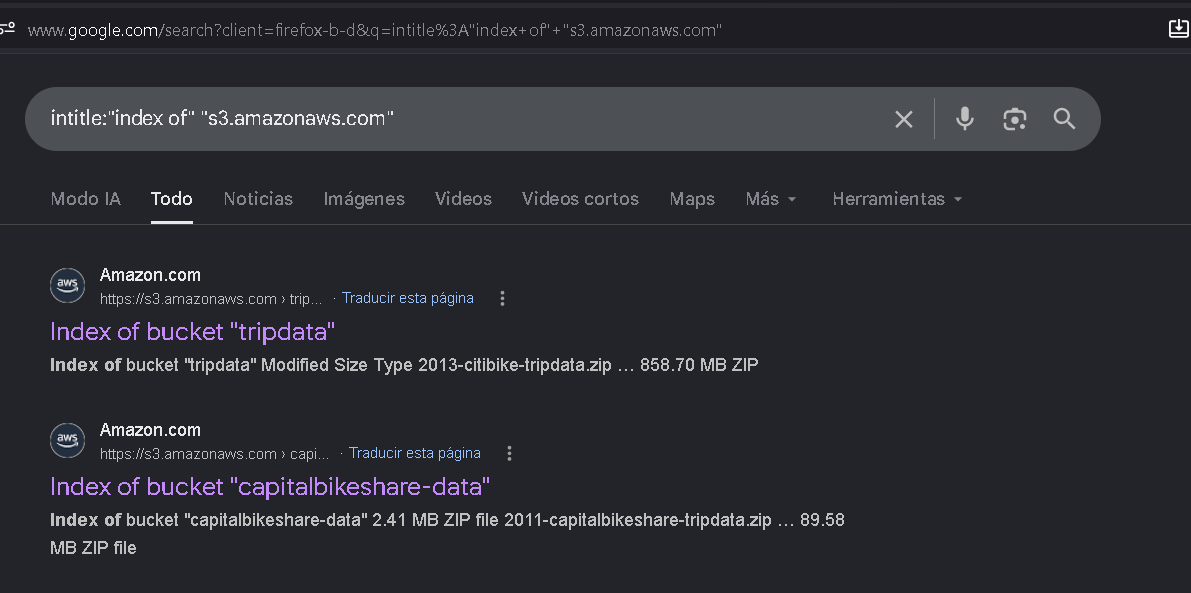 www.google.com/search?client=firefox-b-d&q=intitle%3A"index+of"+"s3.amazonaws.com"
intitle:"index of" "s3.amazonaws.com"
Modo IA Todo Noticias Imágenes Videos Videos cortos Maps Más Herramientas
aws
Amazon.com
https://s3.amazonaws.com › trip... · Traducir esta página
Index of bucket "tripdata"
Index of bucket "tripdata" Modified Size Type 2013-citibike-tripdata.zip ... 858.70 MB ZIP
aws
Amazon.com
https://s3.amazonaws.com › capi... · Traducir esta página
Index of bucket "capitalbikeshare-data"
Index of bucket "capitalbikeshare-data" 2.41 MB ZIP file 2011-capitalbikeshare-tripdata.zip ... 89.58
MB ZIP file